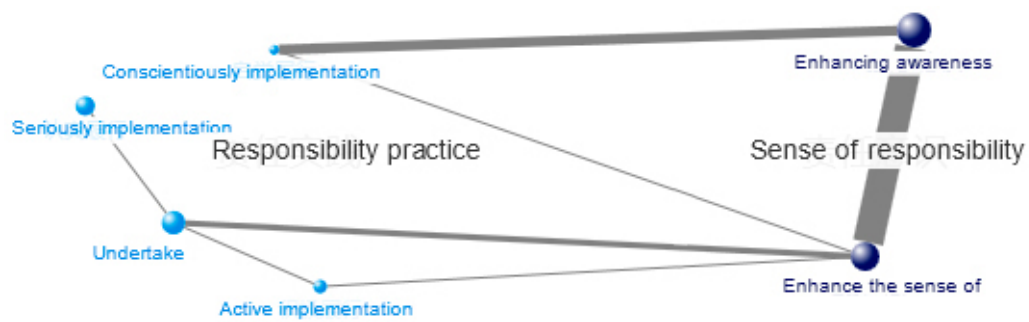 Conscientiously implementation
Enhancing awareness
Seriously implementation
Responsibility practice
Sense of responsibility
Undertake
Enhance the sense of
Active implementation